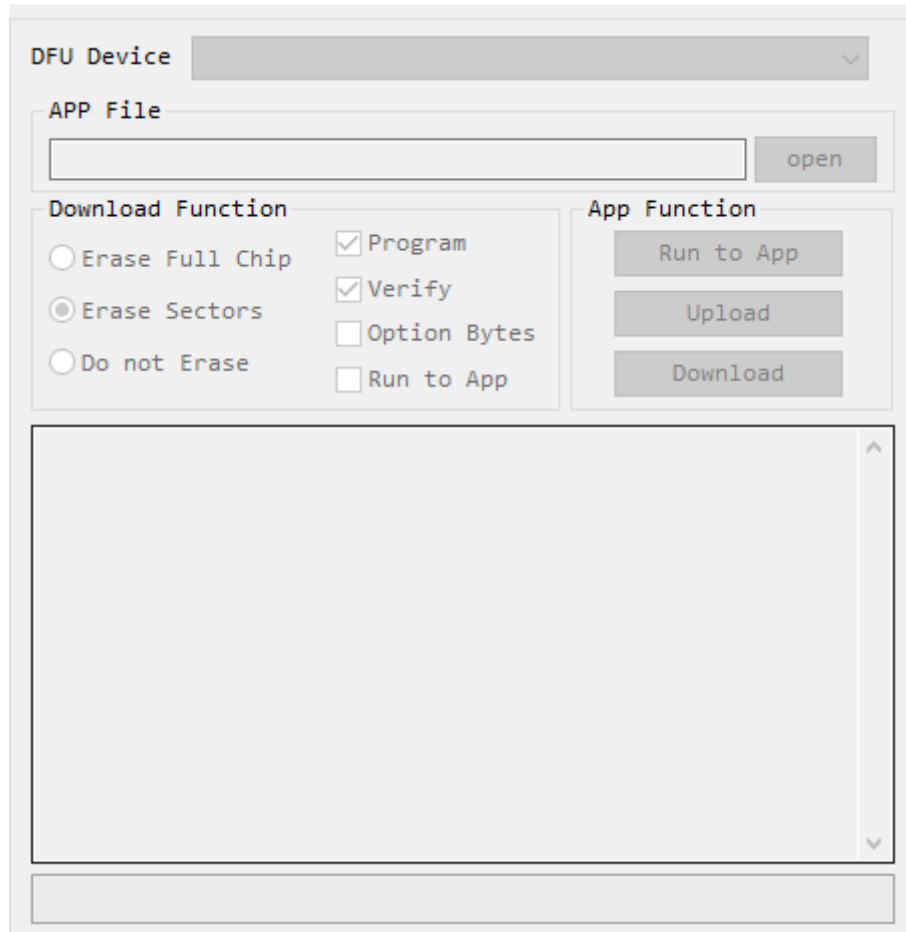 DFU Device
APP File
open
Download Function
Erase Full Chip
Erase Sectors
Do not Erase
Program
Verify
Option Bytes
Run to App
App Function
Run to App
Upload
Download